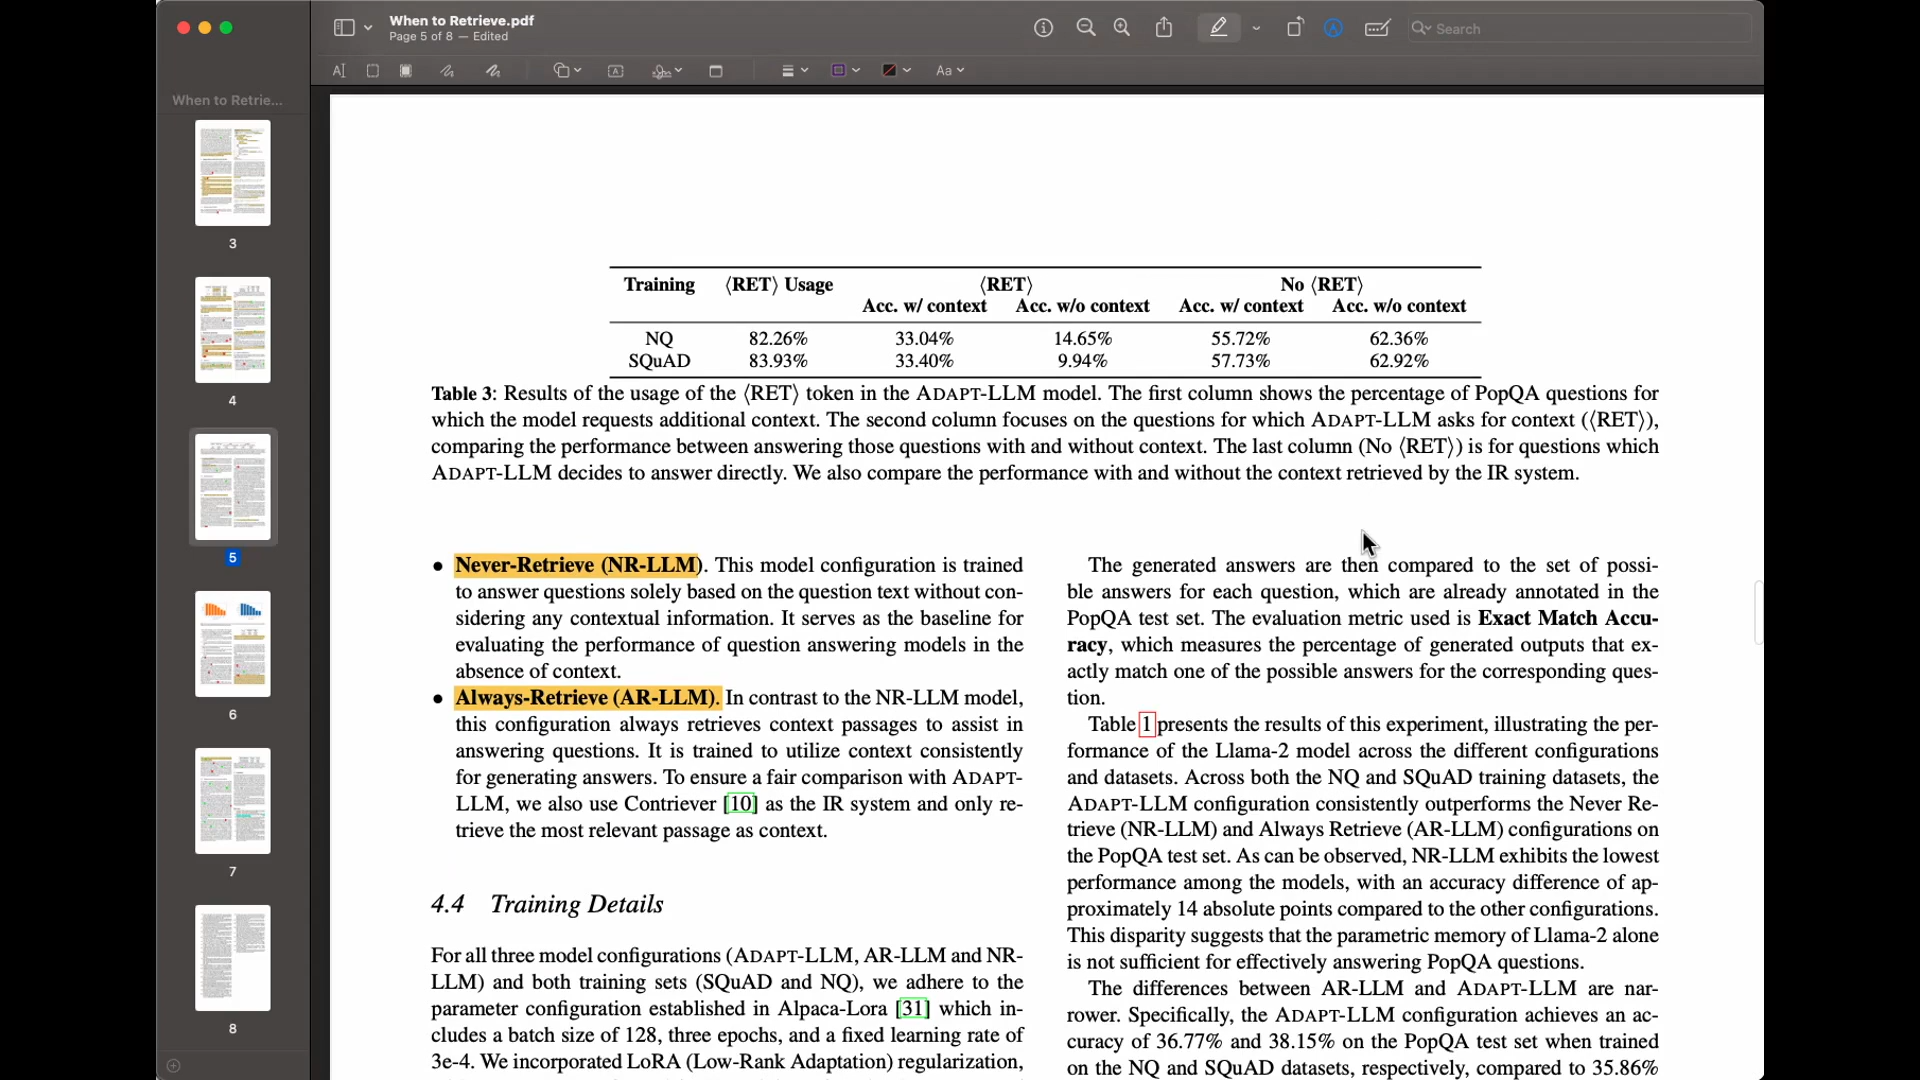 When to Retrieve.pdf
Page 5 of 8 — Edited
Search
Aa
When to Retrie...
3
4
5
6
7
8
Training ⟨RET⟩ Usage ⟨RET⟩ No ⟨RET⟩
Acc. w/ context Acc. w/o context Acc. w/ context Acc. w/o context
NQ 82.26% 33.04% 14.65% 55.72% 62.36%
SQuAD 83.93% 33.40% 9.94% 57.73% 62.92%
Table 3: Results of the usage of the ⟨RET⟩ token in the ADAPT-LLM model. The first column shows the percentage of PopQA questions for
which the model requests additional context. The second column focuses on the questions for which ADAPT-LLM asks for context (⟨RET⟩),
comparing the performance between answering those questions with and without context. The last column (No ⟨RET⟩) is for questions which
ADAPT-LLM decides to answer directly. We also compare the performance with and without the context retrieved by the IR system.
• Never-Retrieve (NR-LLM). This model configuration is trained
to answer questions solely based on the question text without con-
sidering any contextual information. It serves as the baseline for
evaluating the performance of question answering models in the
absence of context.
• Always-Retrieve (AR-LLM). In contrast to the NR-LLM model,
this configuration always retrieves context passages to assist in
answering questions. It is trained to utilize context consistently
for generating answers. To ensure a fair comparison with ADAPT-
LLM, we also use Contriever [10] as the IR system and only re-
trieve the most relevant passage as context.
4.4 Training Details
For all three model configurations (ADAPT-LLM, AR-LLM and NR-
LLM) and both training sets (SQuAD and NQ), we adhere to the
parameter configuration established in Alpaca-Lora [31] which in-
cludes a batch size of 128, three epochs, and a fixed learning rate of
3e-4. We incorporated LoRA (Low-Rank Adaptation) regularization,
The generated answers are then compared to the set of possi-
ble answers for each question, which are already annotated in the
PopQA test set. The evaluation metric used is Exact Match Accu-
racy, which measures the percentage of generated outputs that ex-
actly match one of the possible answers for the corresponding ques-
tion.
Table 1 presents the results of this experiment, illustrating the per-
formance of the Llama-2 model across the different configurations
and datasets. Across both the NQ and SQuAD training datasets, the
ADAPT-LLM configuration consistently outperforms the Never Re-
trieve (NR-LLM) and Always Retrieve (AR-LLM) configurations on
the PopQA test set. As can be observed, NR-LLM exhibits the lowest
performance among the models, with an accuracy difference of ap-
proximately 14 absolute points compared to the other configurations.
This disparity suggests that the parametric memory of Llama-2 alone
is not sufficient for effectively answering PopQA questions.
The differences between AR-LLM and ADAPT-LLM are nar-
rower. Specifically, the ADAPT-LLM configuration achieves an ac-
curacy of 36.77% and 38.15% on the PopQA test set when trained
on the NQ and SQuAD datasets, respectively, compared to 35.86%